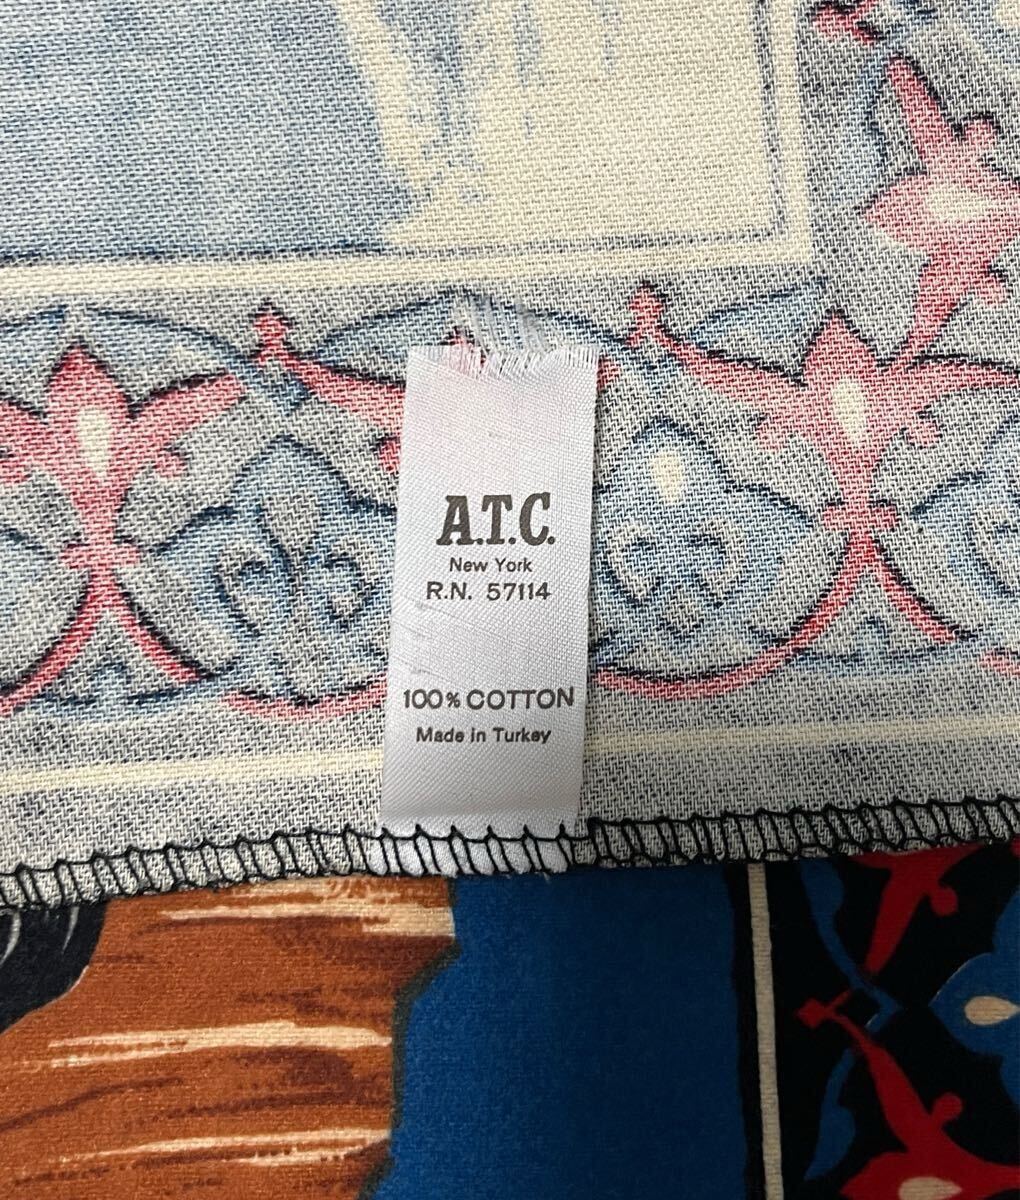 A.T.C.
New York
R.N. 57114
100% COTTON
Made in Turkey